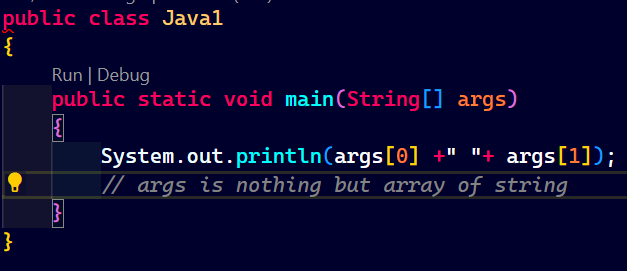 public class Java1
{
Run | Debug
public static void main(String[] args)
{
System.out.println(args[0] +" "+ args[1]);
// args is nothing but array of string
}
}